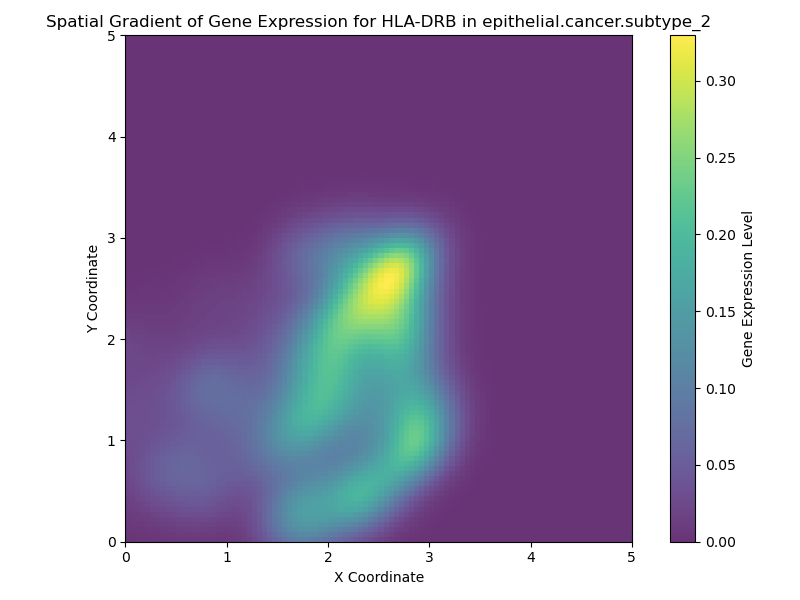 Spatial Gradient of Gene Expression for HLA-DRB in epithelial.cancer.subtype_2
5
4
3
2
1
0
0 1 2 3 4 5
X Coordinate
Y Coordinate
0.30
0.25
0.20
0.15
0.10
0.05
0.00
Gene Expression Level